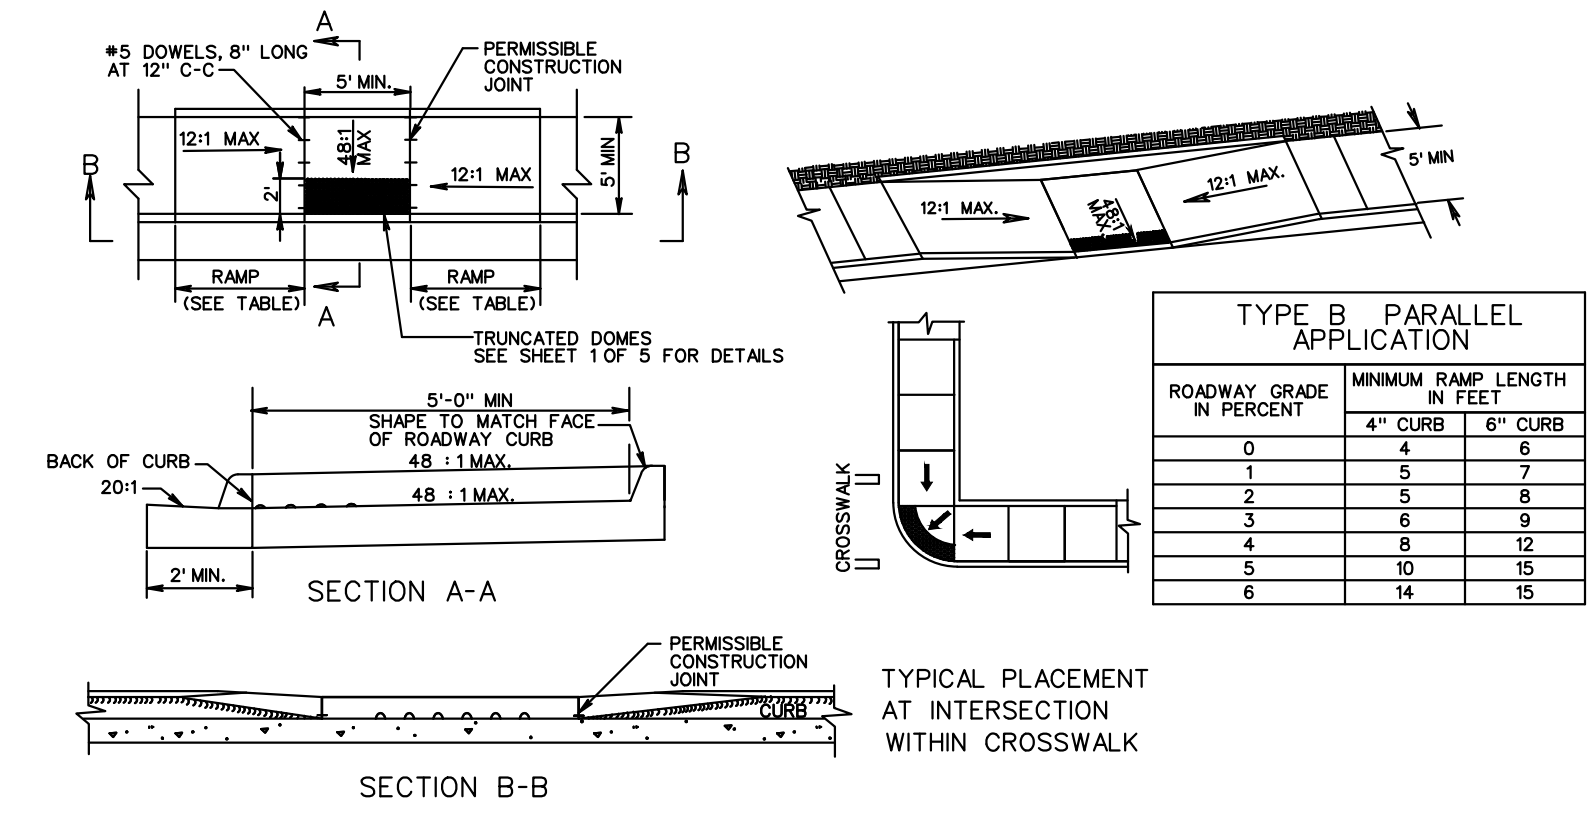 A
#5 DOWELS, 8" LONG
AT 12" C-C
PERMISSIBLE
CONSTRUCTION
JOINT
5' MIN.
12:1 MAX
48:1
MAX
5' MIN
B
B
12:1 MAX
2'
RAMP
(SEE TABLE)
RAMP
(SEE TABLE)
A
TRUNCATED DOMES
SEE SHEET 1 OF 5 FOR DETAILS
5' MIN
12:1 MAX.
12:1 MAX.
48:1
MAX.
5'-0" MIN
SHAPE TO MATCH FACE
OF ROADWAY CURB
BACK OF CURB
48 : 1 MAX.
20:1
48 : 1 MAX.
2' MIN.
SECTION A-A
CROSSWALK
TYPE B PARALLEL
APPLICATION
ROADWAY GRADE
IN PERCENT
MINIMUM RAMP LENGTH
IN FEET
4" CURB 6" CURB
0 4 6
1 5 7
2 5 8
3 6 9
4 8 12
5 10 15
6 14 15
PERMISSIBLE
CONSTRUCTION
JOINT
CURB
SECTION B-B
TYPICAL PLACEMENT
AT INTERSECTION
WITHIN CROSSWALK